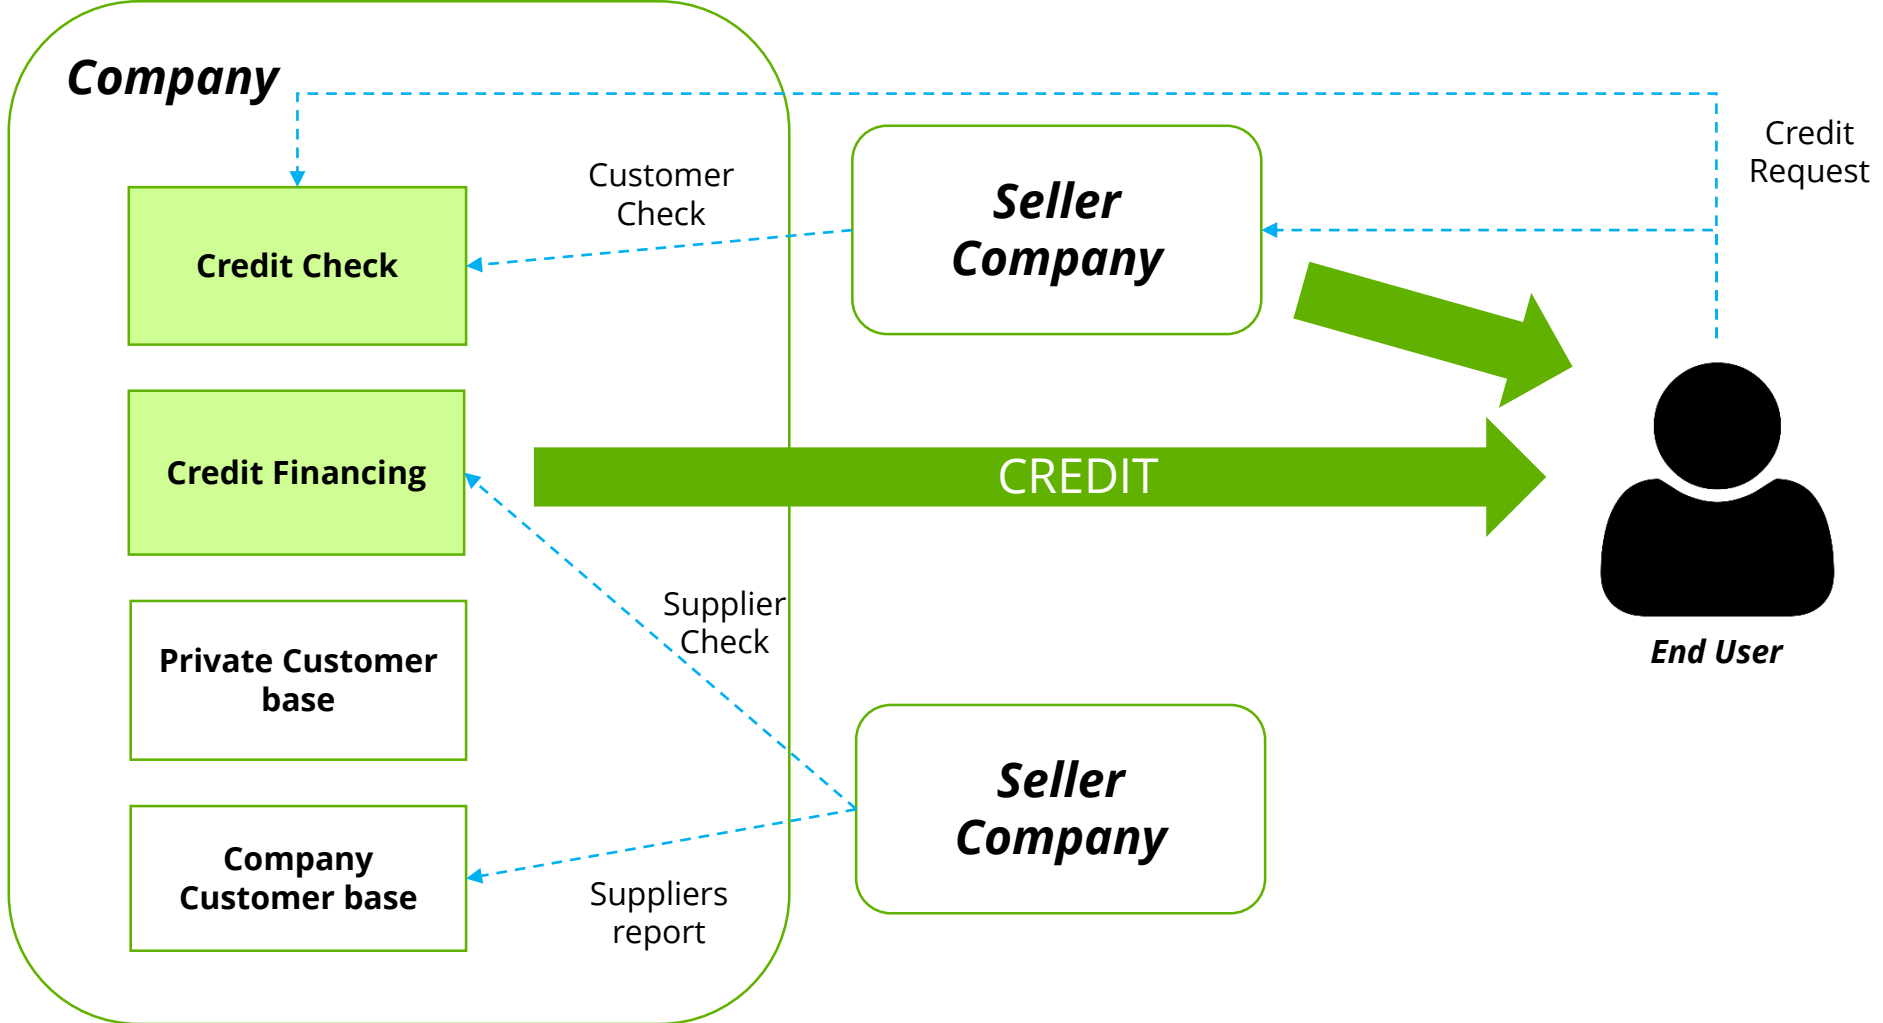 Company
Credit
Request
Customer
Check
Seller
Company
Credit Check
CREDIT
Credit Financing
Supplier
Check
End User
Private Customer
base
Seller
Company
Company
Customer base
Suppliers
report